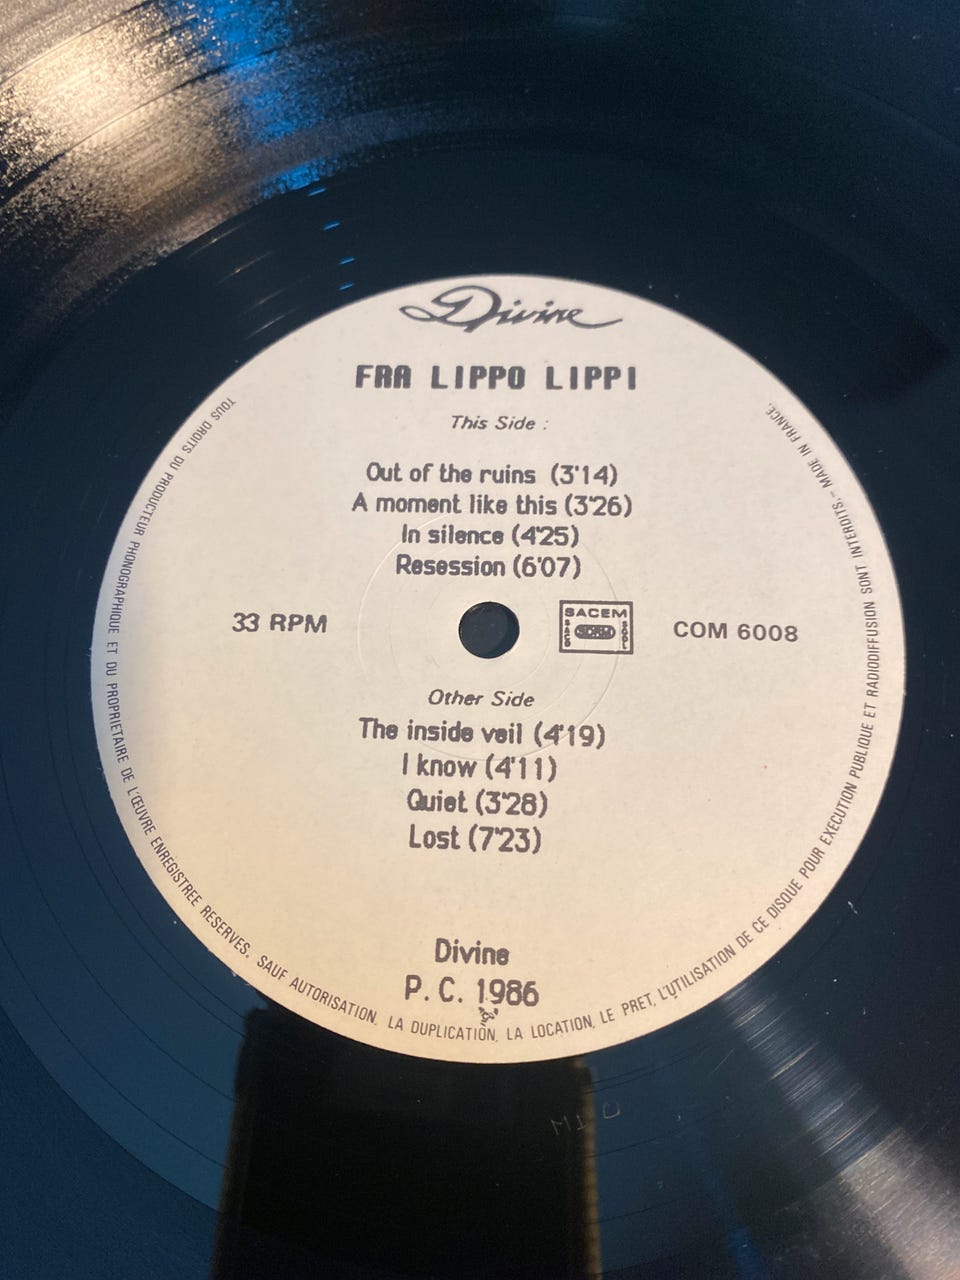 Divine
FRA LIPPO LIPPI
This Side :
Out of the ruins (3'14)
A moment like this (3'26)
In silence (4'25)
Resession (6'07)
33 RPM
SACEM
COM 6008
Other Side
The inside veil (4'19)
I know (4'11)
Quiet (3'28)
Lost (7'23)
Divine
P. C. 1986
TOUS DROITS DU PRODUCTEUR PHONOGRAPHIQUE ET DU PROPRIETAIRE DE L'ŒUVRE ENREGISTREE RESERVES. SAUF AUTORISATION, LA DUPLICATION, LA LOCATION, LE PRET, L'UTILISATION DE CE DISQUE POUR EXECUTION PUBLIQUE ET RADIODIFFUSION SONT INTERDITS.- MADE IN FRANCE.